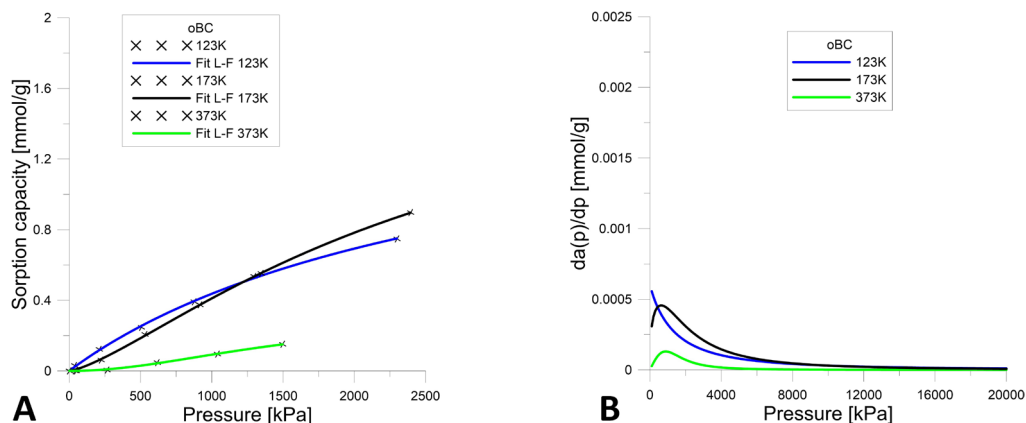 2
1.6
1.2
0.8
0.4
0
Sorption capacity [mmol/g]
oBC
123K
Fit L-F 123K
173K
Fit L-F 173K
373K
Fit L-F 373K
0 500 1000 1500 2000 2500
Pressure [kPa]
A
0.0025
0.002
0.0015
0.001
0.0005
0
da(p)/dp [mmol/g]
oBC
123K
173K
373K
0 4000 8000 12000 16000 20000
Pressure [kPa]
B